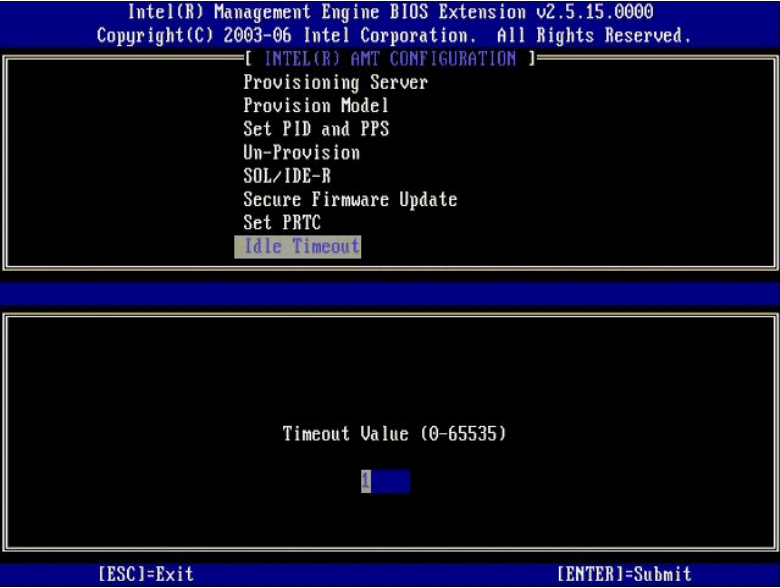 Intel(R) Management Engine BIOS Extension v2.5.15.0000
Copyright(C) 2003-06 Intel Corporation. All Rights Reserved.
[ INTEL(R) AMT CONFIGURATION ]
Provisioning Server
Provision Model
Set PID and PPS
Un-Provision
SOL/IDE-R
Secure Firmware Update
Set PRTC
Idle Timeout
Timeout Value (0-65535)
1
[ESC]=Exit [ENTER]=Submit